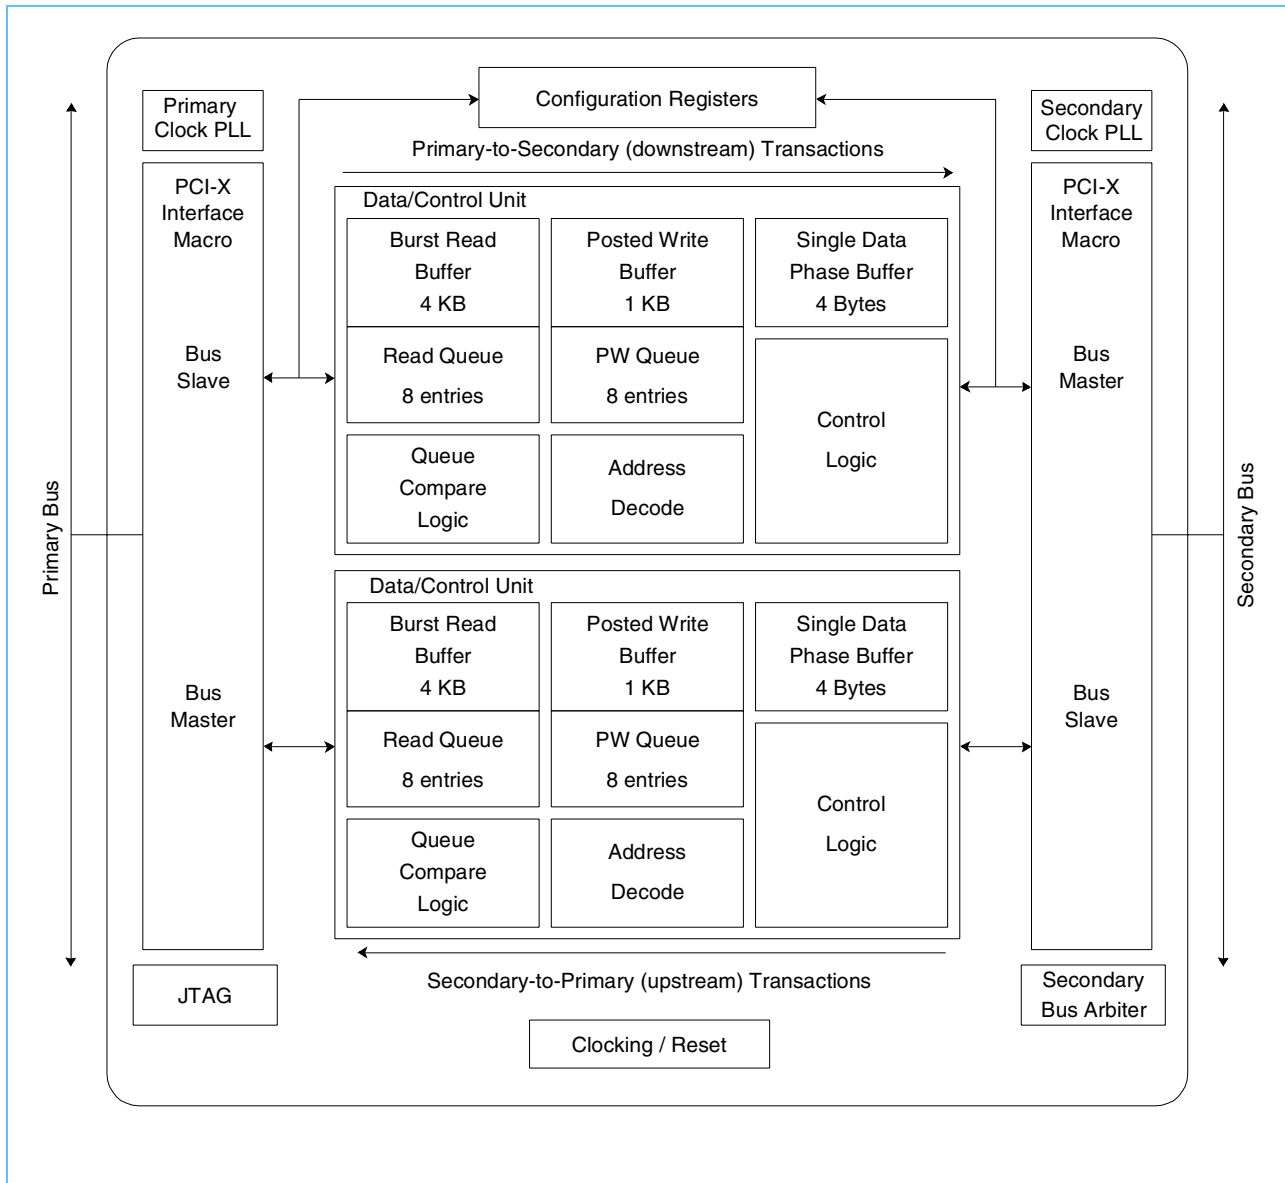 Configuration Registers
Primary
Clock PLL
Secondary
Clock PLL
Primary-to-Secondary (downstream) Transactions
PCI-X
Interface
Macro
Bus
Slave
Bus
Master
Data/Control Unit
Burst Read
Buffer
4 KB
Posted Write
Buffer
1 KB
Single Data
Phase Buffer
4 Bytes
Read Queue
8 entries
PW Queue
8 entries
Control
Logic
Queue
Compare
Logic
Address
Decode
PCI-X
Interface
Macro
Bus
Master
Bus
Slave
Primary Bus
Secondary Bus
Data/Control Unit
Burst Read
Buffer
4 KB
Posted Write
Buffer
1 KB
Single Data
Phase Buffer
4 Bytes
Read Queue
8 entries
PW Queue
8 entries
Control
Logic
Queue
Compare
Logic
Address
Decode
Secondary-to-Primary (upstream) Transactions
JTAG
Secondary
Bus Arbiter
Clocking / Reset